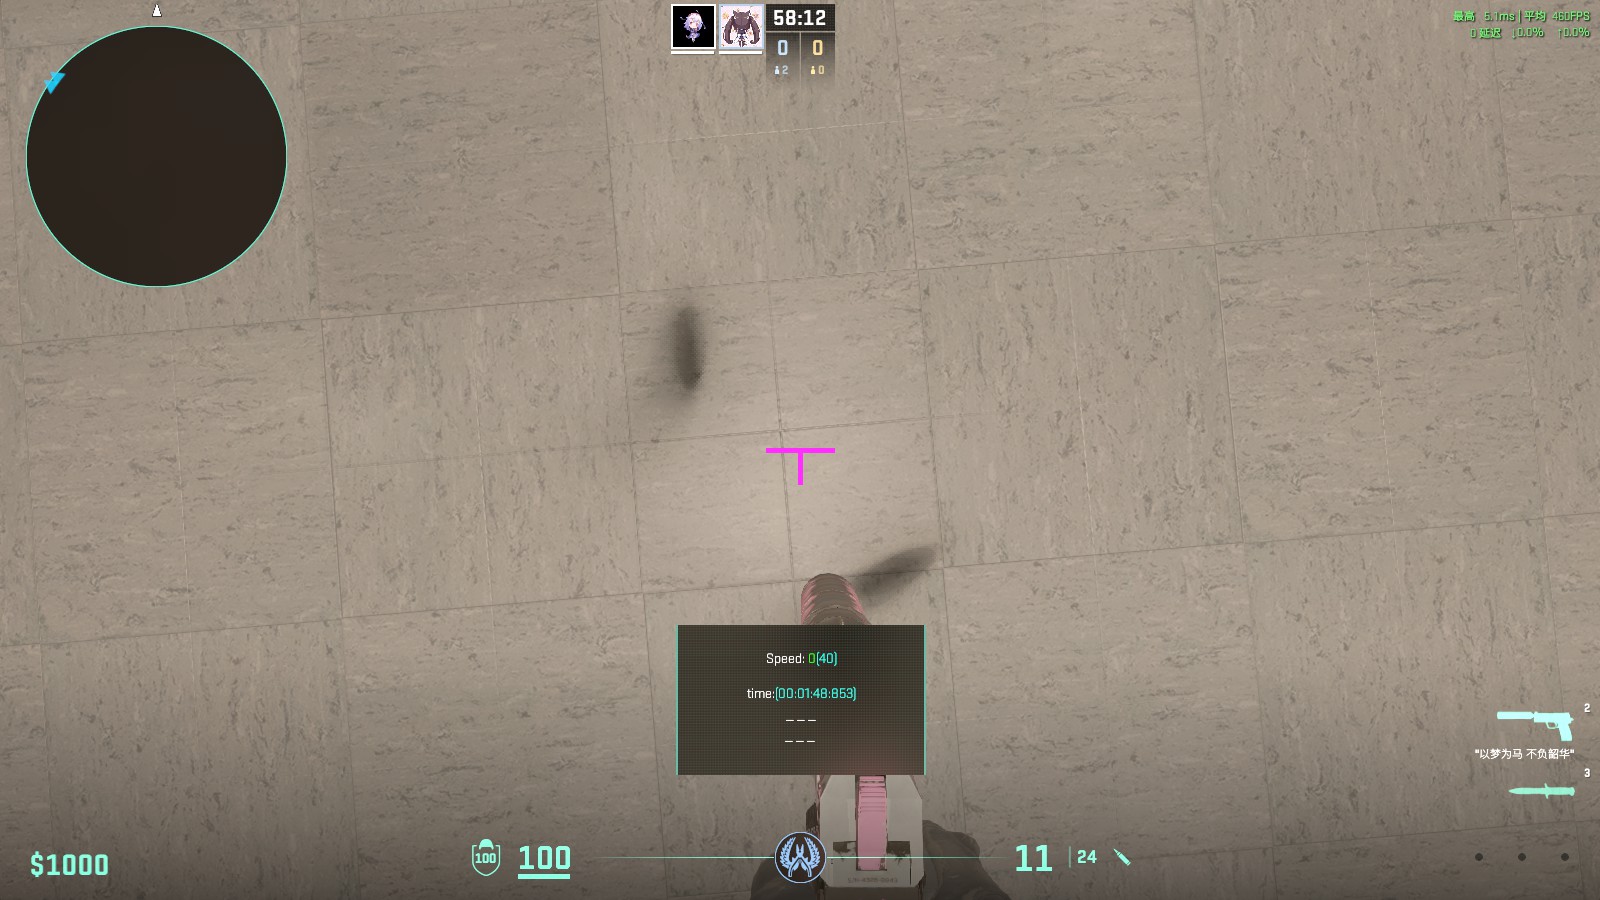 58:12
0 0
2 0
最高 5.1ms | 平均 460FPS
0 延迟 ↓0.0% ↑0.0%
Speed: 0(40)
time:(00:01:48:853)
---
---
2
"以梦为马 不负韶华"
3
$1000
100
100
11
24